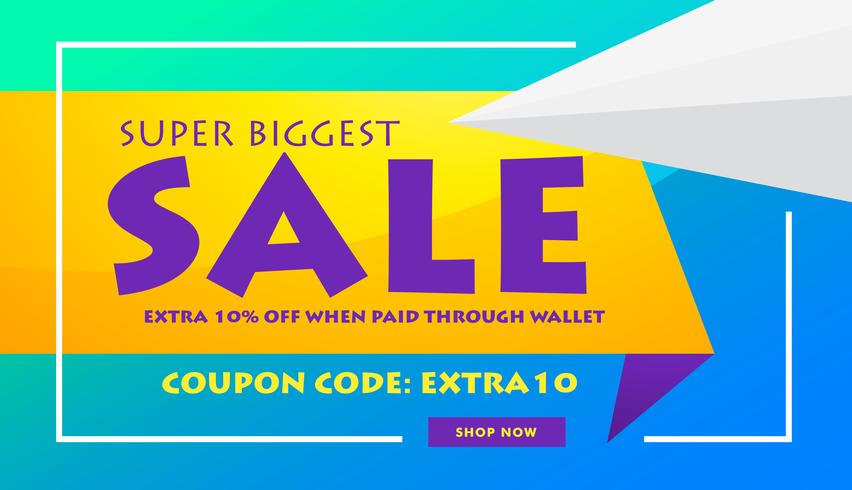 SUPER BIGGEST
SALE
EXTRA 10% OFF WHEN PAID THROUGH WALLET
COUPON CODE: EXTRA10
SHOP NOW